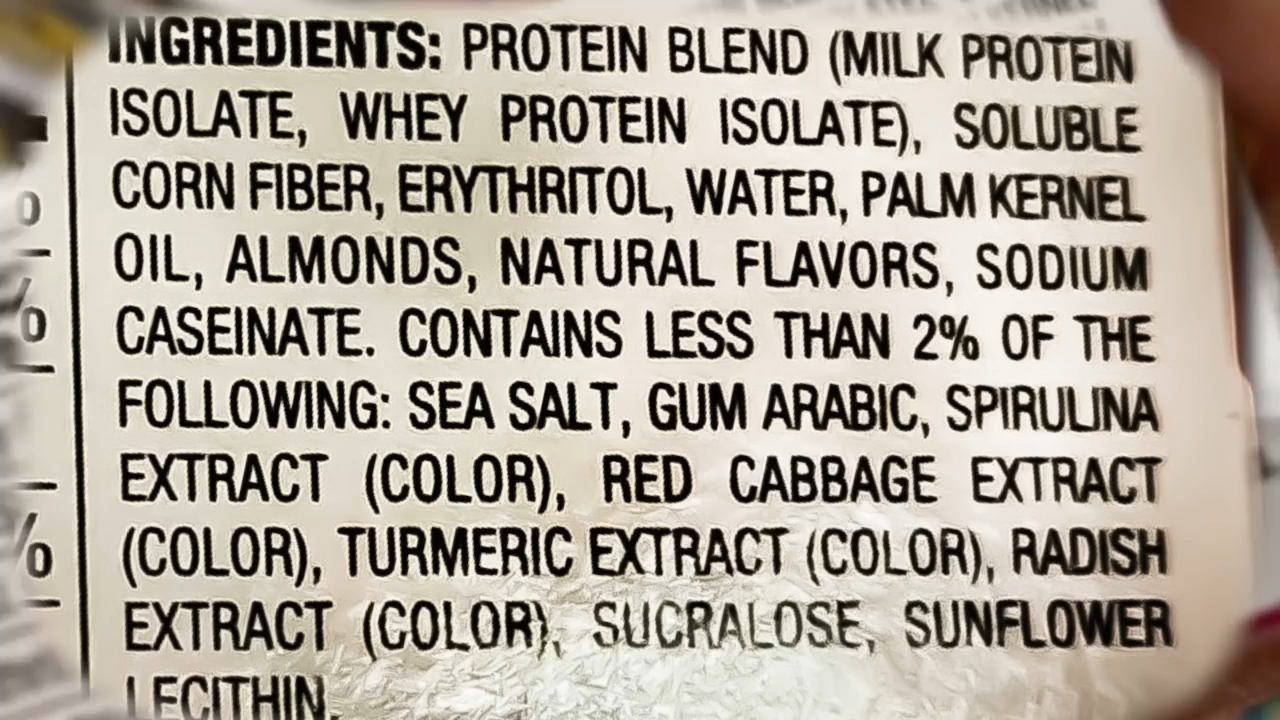 INGREDIENTS: PROTEIN BLEND (MILK PROTEIN
ISOLATE, WHEY PROTEIN ISOLATE), SOLUBLE
CORN FIBER, ERYTHRITOL, WATER, PALM KERNEL
OIL, ALMONDS, NATURAL FLAVORS, SODIUM
CASEINATE. CONTAINS LESS THAN 2% OF THE
FOLLOWING: SEA SALT, GUM ARABIC, SPIRULINA
EXTRACT (COLOR), RED CABBAGE EXTRACT
(COLOR), TURMERIC EXTRACT (COLOR), RADISH
EXTRACT (COLOR), SUCRALOSE, SUNFLOWER
LECITHIN.